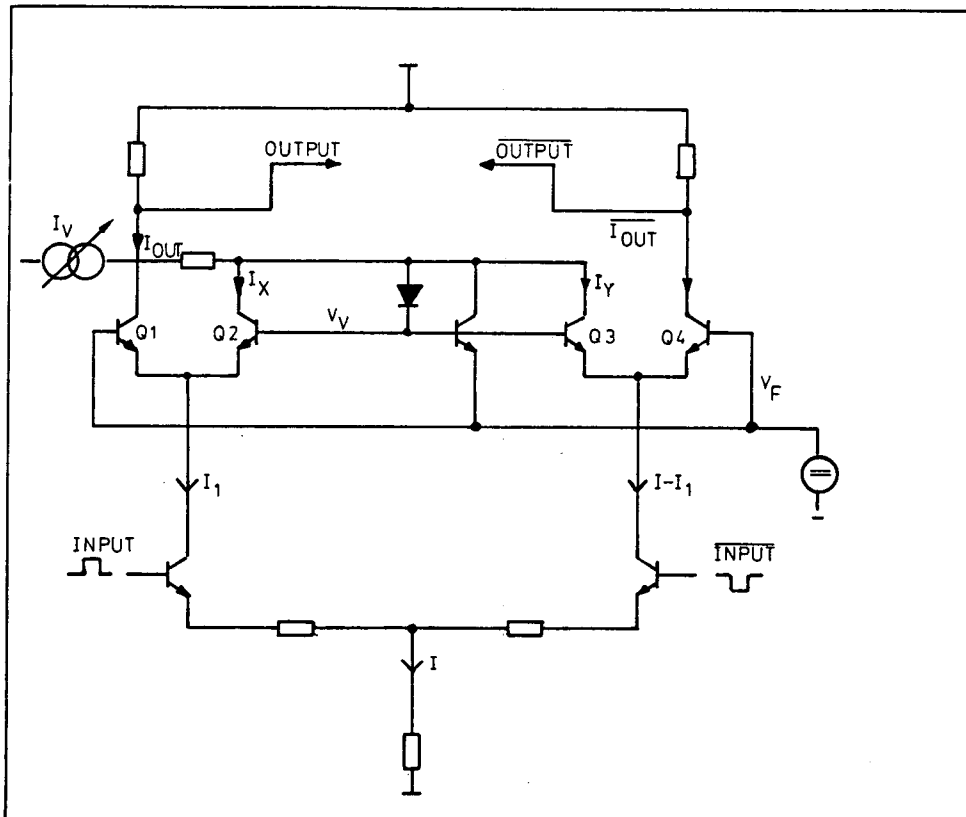 OUTPUT
OUTPUT
I_V
I_OUT
I_OUT
I_X
I_Y
V_V
Q1
Q2
Q3
Q4
V_F
I_1
I-I_1
INPUT
INPUT
I